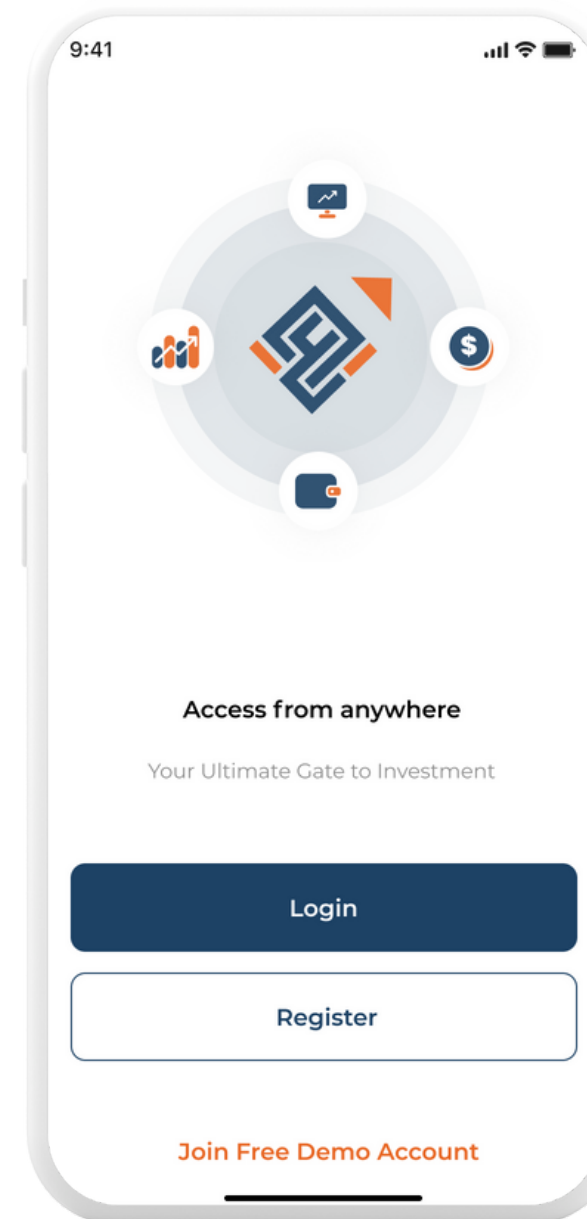 9:41
$
Access from anywhere
Your Ultimate Gate to Investment
Login
Register
Join Free Demo Account